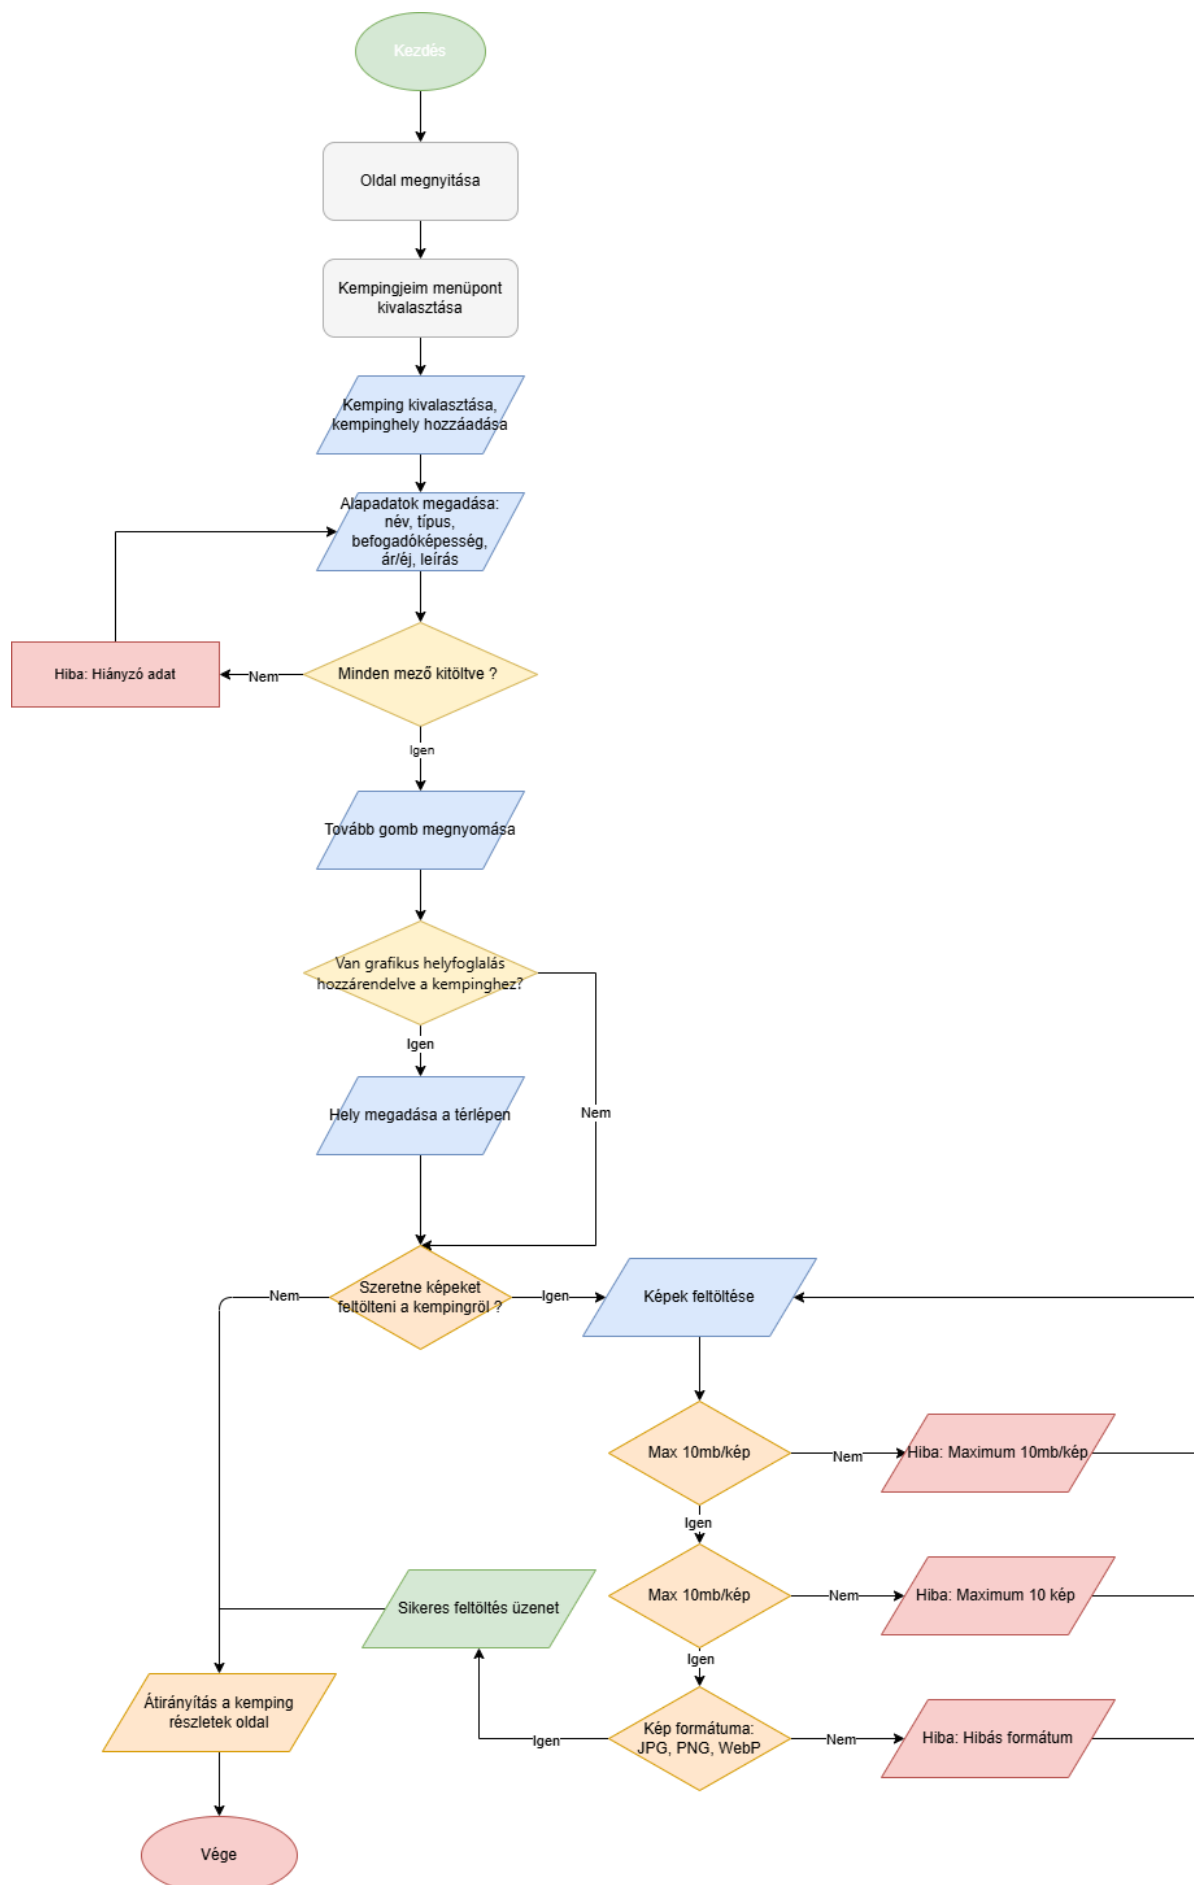 Kezdés
Oldal megnyitása
Kempingjeim menüpont
kivalasztása
Kemping kivalasztása,
kempinghely hozzáadása
Alapadatok megadása:
név, típus,
befogadóképesség,
ár/éj, leírás
Hiba: Hiányzó adat
Nem
Minden mező kitöltve ?
Igen
Tovább gomb megnyomása
Van grafikus helyfoglalás
hozzárendelve a kempinghez?
Igen
Hely megadása a térlépen
Nem
Nem
Szeretne képeket
feltölteni a kempingröl ?
Igen
Képek feltöltése
Max 10mb/kép
Nem
Hiba: Maximum 10mb/kép
Igen
Sikeres feltöltés üzenet
Max 10mb/kép
Nem
Hiba: Maximum 10 kép
Igen
Átirányítás a kemping
részletek oldal
Igen
Kép formátuma:
JPG, PNG, WebP
Nem
Hiba: Hibás formátum
Vége